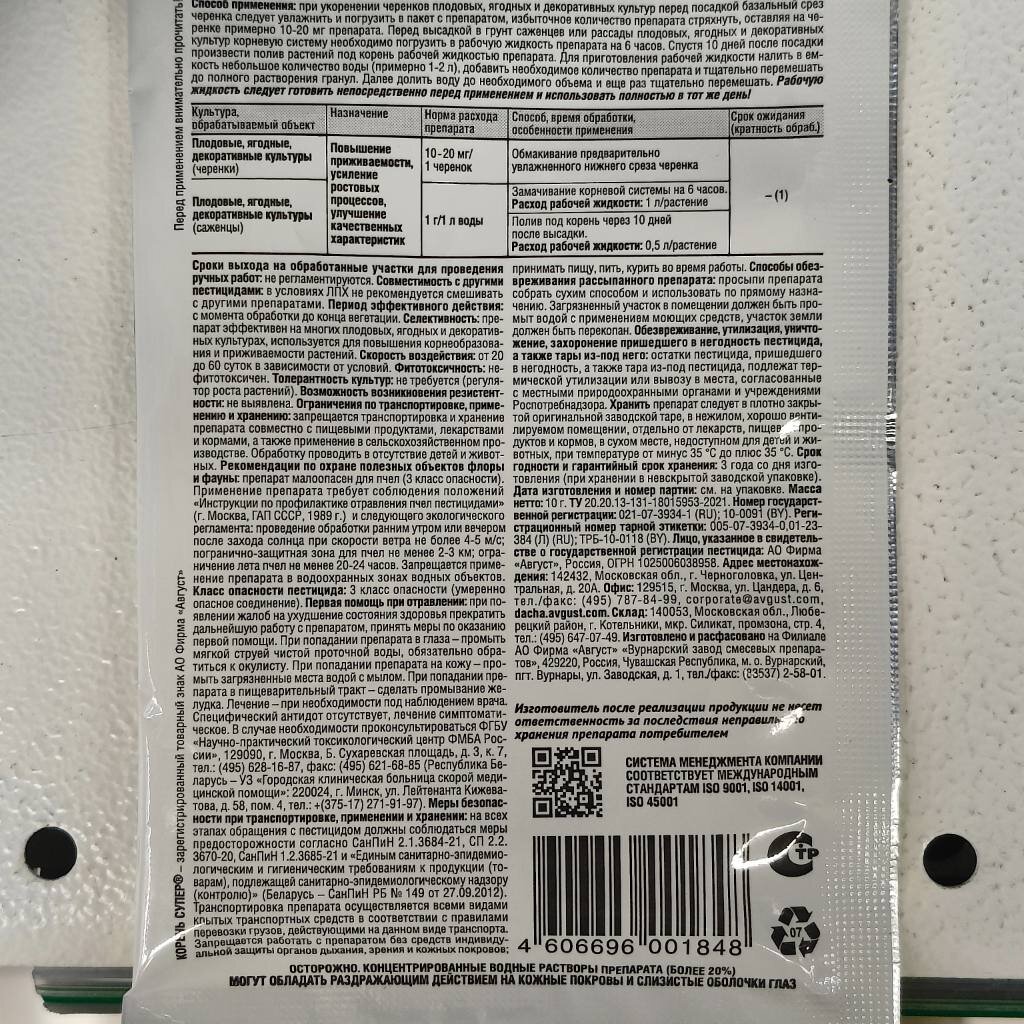 Способ применения: при укоренении черенков плодовых, ягодных и декоративных культур перед посадкой базальный срез
черенка следует увлажнить и погрузить в пакет с препаратом, избыточное количество препарата стряхнуть, оставляя на че-
ренке примерно 10-20 мг препарата. Перед высадкой в грунт саженцев или рассады плодовых, ягодных и декоративных
культур корневую систему необходимо погрузить в рабочую жидкость препарата на 6 часов. Спустя 10 дней после посадки
произвести полив растений под корень рабочей жидкостью препарата. Для приготовления рабочей жидкости налить в ем-
кость небольшое количество воды (примерно 1-2 л), добавить необходимое количество препарата и тщательно перемешать
до полного растворения гранул. Далее долить воду до необходимого объема и еще раз тщательно перемешать. Рабочую
жидкость следует готовить непосредственно перед применением и использовать полностью в тот же день!
Перед применением внимательно прочитать
Культура,
обрабатываемый объект
Назначение
Норма расхода
препарата
Способ, время обработки,
особенности применения
Срок ожидания
(кратность обраб.)
Плодовые, ягодные,
декоративные культуры
(черенки)
Повышение
приживаемости,
усиление
ростовых
процессов,
улучшение
качественных
характеристик
10-20 мг/
1 черенок
Обмакивание предварительно
увлажненного нижнего среза черенка
– (1)
Плодовые, ягодные,
декоративные культуры
(саженцы)
1 г/1 л воды
Замачивание корневой системы на 6 часов.
Расход рабочей жидкости: 1 л/растение
Полив под корень через 10 дней
после высадки.
Расход рабочей жидкости: 0,5 л/растение
Сроки выхода на обработанные участки для проведения
ручных работ: не регламентируются. Совместимость с другими
пестицидами: в условиях ЛПХ не рекомендуется смешивать
с другими препаратами. Период эффективного действия:
с момента обработки до конца вегетации. Селективность: пре-
парат эффективен на многих плодовых, ягодных и декоратив-
ных культурах, используется для повышения корнеобразова-
ния и приживаемости растений. Скорость воздействия: от 20
до 60 суток в зависимости от условий. Фитотоксичность: не-
фитотоксичен. Толерантность культур: не требуется (регуля-
тор роста растений). Возможность возникновения резистент-
ности: не выявлена. Ограничения по транспортировке, приме-
нению и хранению: запрещается транспортировка и хранение
препарата совместно с пищевыми продуктами, лекарствами
и кормами, а также применение в сельскохозяйственном про-
изводстве. Обработку проводить в отсутствие детей и живот-
ных. Рекомендации по охране полезных объектов флоры
и фауны: препарат малоопасен для пчел (3 класс опасности).
Применение препарата требует соблюдения положений
«Инструкции по профилактике отравления пчел пестицидами»
(г. Москва, ГАП СССР, 1989 г.) и следующего экологического
регламента: проведение обработки ранним утром или вечером
после захода солнца при скорости ветра не более 4-5 м/с;
погранично-защитная зона для пчел не менее 2-3 км; огра-
ничение лета пчел не менее 20-24 часов. Запрещается приме-
нение препарата в водоохранных зонах водных объектов.
Класс опасности пестицида: 3 класс опасности (умеренно
опасное соединение). Первая помощь при отравлении: при по-
явлении жалоб на ухудшение состояния здоровья прекратить
дальнейшую работу с препаратом, принять меры по оказанию
первой помощи. При попадании препарата в глаза – промыть
мягкой струей чистой проточной воды, обязательно обра-
титься к окулисту. При попадании препарата на кожу – про-
мыть загрязненные места водой с мылом. При попадании пре-
парата в пищеварительный тракт – сделать промывание же-
лудка. Лечение – при необходимости под наблюдением врача.
Специфический антидот отсутствует, лечение симптомати-
ческое. В случае необходимости проконсультироваться ФГБУ
«Научно-практический токсикологический центр ФМБА Рос-
сии», 129090, г. Москва, Б. Сухаревская площадь, д. 3, к. 7,
тел.: (495) 628-16-87, факс: (495) 621-68-85 (Республика Бе-
ларусь – УЗ «Городская клиническая больница скорой меди-
цинской помощи»: 220024, г. Минск, ул. Лейтенанта Кижева-
това, д. 58, пом. 4, тел.: +(375-17) 271-91-97). Меры безопас-
ности при транспортировке, применении и хранении: на всех
этапах обращения с пестицидом должны соблюдаться меры
предосторожности согласно СанПиН 2.1.3684-21, СП 2.2.
3670-20, СанПиН 1.2.3685-21 и «Единым санитарно-эпидемио-
логическим и гигиеническим требованиям к продукции (то-
варам), подлежащей санитарно-эпидемиологическому надзору
(контролю)» (Беларусь – СанПиН РБ № 149 от 27.09.2012).
Транспортировка препарата осуществляется всеми видами
крытых транспортных средств в соответствии с правилами
перевозки грузов, действующими на данном виде транспорта.
Запрещается работать с препаратом без средств индивиду-
альной защиты органов дыхания, зрения и кожных покровов;
принимать пищу, пить, курить во время работы. Способы обез-
вреживания рассыпанного препарата: просыпи препарата
собрать сухим способом и использовать по прямому назна-
чению. Загрязненный участок в помещении должен быть про-
мыт водой с применением моющих средств, участок земли
должен быть перекопан. Обезвреживание, утилизация, уничто-
жение, захоронение пришедшего в негодность пестицида,
а также тары из-под него: остатки пестицида, пришедшего
в негодность, а также тара из-под пестицида, подлежат тер-
мической утилизации или вывозу в места, согласованные
с местными природоохранными органами и учреждениями
Роспотребнадзора. Хранить препарат следует в плотно закры-
той оригинальной заводской таре, в нежилом, хорошо венти-
лируемом помещении, отдельно от лекарств, пищевых про-
дуктов и кормов, в сухом месте, недоступном для детей и жи-
вотных, при температуре от минус 35 °С до плюс 35 °С. Срок
годности и гарантийный срок хранения: 3 года со дня изго-
товления (при хранении в невскрытой заводской упаковке).
Дата изготовления и номер партии: см. на упаковке. Масса
нетто: 10 г. ТУ 20.20.13-131-18015953-2021. Номер государст-
венной регистрации: 021-07-3934-1 (RU); 10-0091 (BY). Реги-
страционный номер тарной этикетки: 005-07-3934-0,01-23-
384 (Л) (RU); ТРБ-10-0118 (BY). Лицо, указанное в свидетель-
стве о государственной регистрации пестицида: АО Фирма
«Август», Россия, ОГРН 1025006038958. Адрес местонахож-
дения: 142432, Московская обл., г. Черноголовка, ул. Цен-
тральная, д. 20А. Офис: 129515, г. Москва, ул. Цандера, д. 6,
тел./факс: (495) 787-84-99, corporate@avgust.com,
dacha.avgust.com. Склад: 140053, Московская обл., Любе-
рецкий район, г. Котельники, мкр. Силикат, промзона, стр. 4,
тел.: (495) 647-07-49. Изготовлено и расфасовано на Филиале
АО Фирма «Август» «Вурнарский завод смесевых препара-
тов», 429220, Россия, Чувашская Республика, м. о. Вурнарский,
пгт. Вурнары, ул. Заводская, д. 1, тел./факс: (83537) 2-58-01.
Изготовитель после реализации продукции не несет
ответственность за последствия неправильного
хранения препарата потребителем
СИСТЕМА МЕНЕДЖМЕНТА КОМПАНИИ
СООТВЕТСТВУЕТ МЕЖДУНАРОДНЫМ
СТАНДАРТАМ ISO 9001, ISO 14001,
ISO 45001
КОРЕНЬ СУПЕР® – зарегистрированный товарный знак АО Фирма «Август»
СТР
07
4 606696 001848
ОСТОРОЖНО. КОНЦЕНТРИРОВАННЫЕ ВОДНЫЕ РАСТВОРЫ ПРЕПАРАТА (БОЛЕЕ 20%)
МОГУТ ОБЛАДАТЬ РАЗДРАЖАЮЩИМ ДЕЙСТВИЕМ НА КОЖНЫЕ ПОКРОВЫ И СЛИЗИСТЫЕ ОБОЛОЧКИ ГЛАЗ